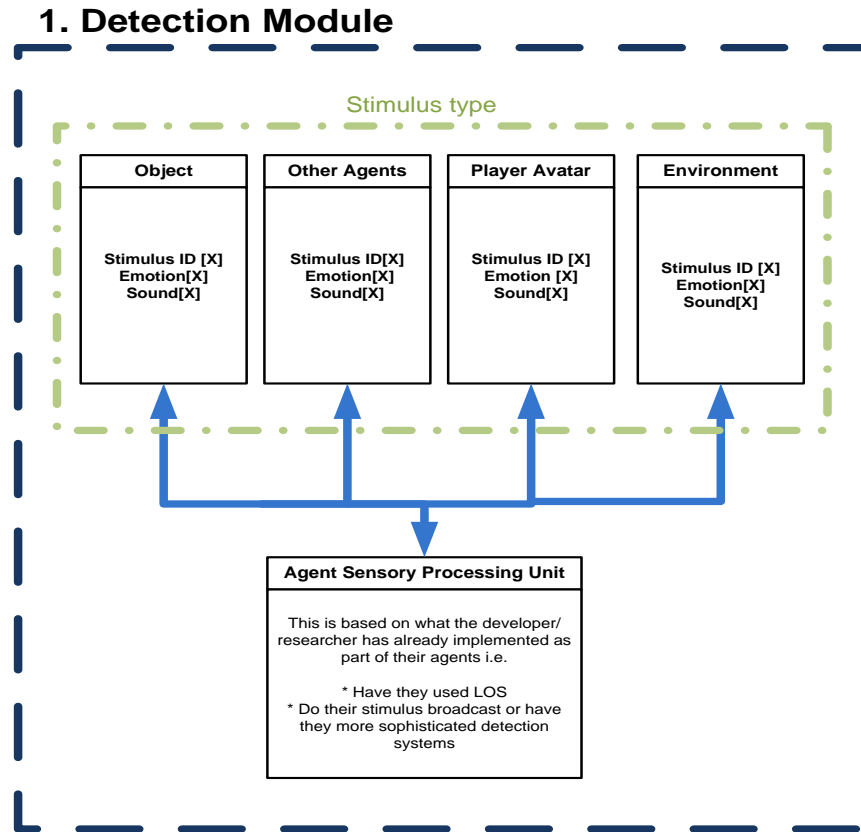 1. Detection Module
Stimulus type
Object
Stimulus ID [X]
Emotion[X]
Sound[X]
Other Agents
Stimulus ID[X]
Emotion[X]
Sound[X]
Player Avatar
Stimulus ID [X]
Emotion [X]
Sound[X]
Environment
Stimulus ID [X]
Emotion[X]
Sound[X]
Agent Sensory Processing Unit
This is based on what the developer/
researcher has already implemented as
part of their agents i.e.
* Have they used LOS
* Do their stimulus broadcast or have
they more sophisticated detection
systems